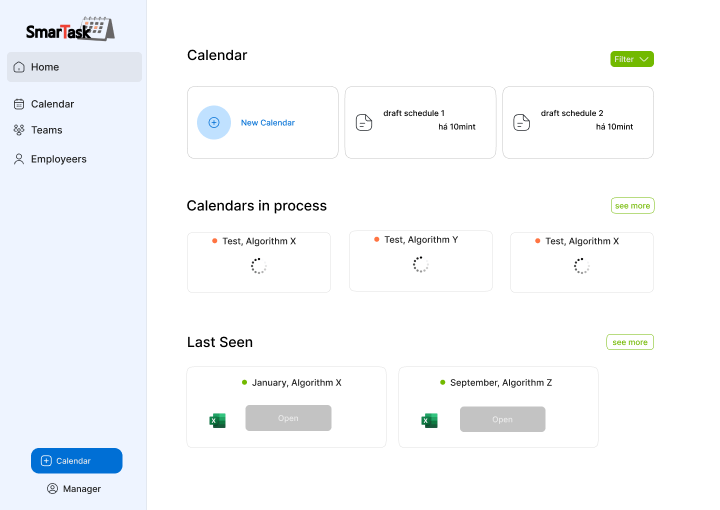 SmarTask
Home
Calendar
Teams
Employeers
Calendar
Manager
Calendar
Filter
New Calendar
draft schedule 1
há 10mint
draft schedule 2
há 10mint
Calendars in process
see more
Test, Algorithm X
Test, Algorithm Y
Test, Algorithm X
Last Seen
see more
January, Algorithm X
X
Open
September, Algorithm Z
X
Open